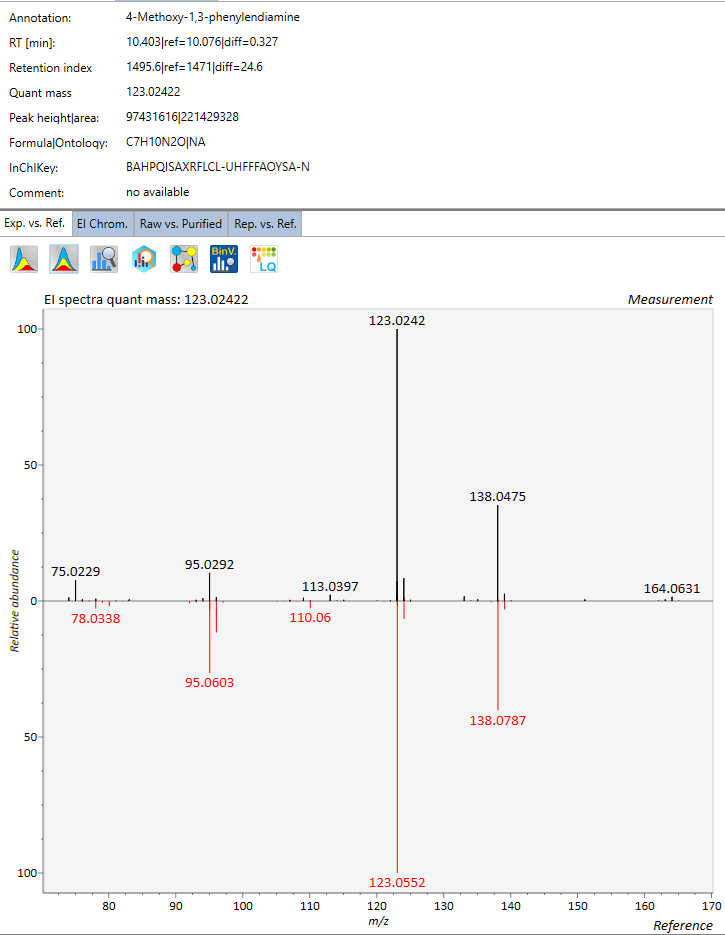 Annotation: 4-Methoxy-1,3-phenylendiamine
RT [min]: 10.403|ref=10.076|diff=0.327
Retention index 1495.6|ref=1471|diff=24.6
Quant mass 123.02422
Peak height|area: 97431616|221429328
Formula|Ontology: C7H10N2O|NA
InChIKey: BAHPQISAXRFLCL-UHFFFAOYSA-N
Comment: no available
Exp. vs. Ref. EI Chrom. Raw vs. Purified Rep. vs. Ref.
BinV. LQ
EI spectra quant mass: 123.02422 Measurement
100
123.0242
50
138.0475
75.0229 95.0292 113.0397 164.0631
0
78.0338 110.06
95.0603
50
138.0787
100
123.0552
Relative abundance
80 90 100 110 120 130 140 150 160 170
m/z
Reference